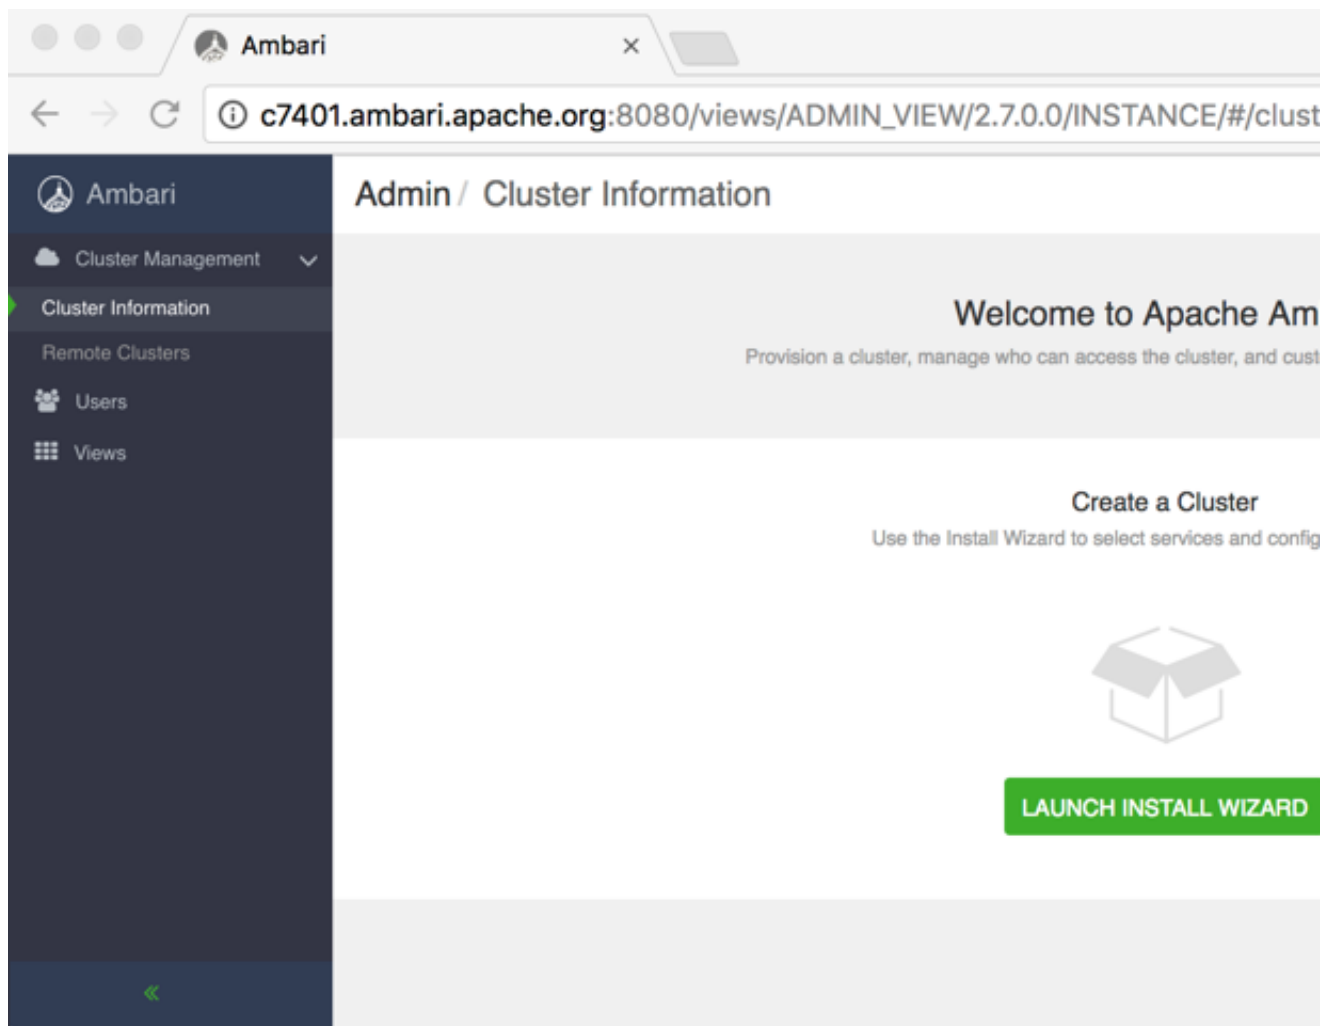 Ambari
c7401.ambari.apache.org:8080/views/ADMIN_VIEW/2.7.0.0/INSTANCE/#/clust
Ambari
Admin / Cluster Information
Cluster Management
Cluster Information
Remote Clusters
Users
Views
Welcome to Apache Am
Provision a cluster, manage who can access the cluster, and cust
Create a Cluster
Use the Install Wizard to select services and config
LAUNCH INSTALL WIZARD